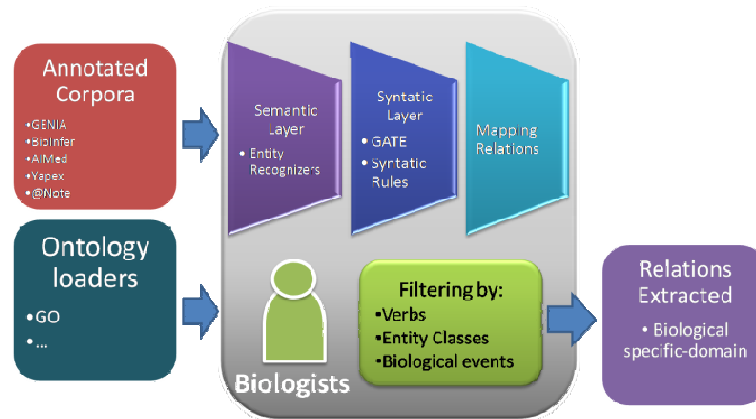 Annotated
Corpora
•GENIA
•BioInfer
•AIMed
•Yapex
•@Note
Ontology
loaders
•GO
•...
Semantic
Layer
• Entity
Recognizers
Syntatic
Layer
• GATE
• Syntatic
Rules
Mapping
Relations
Biologists
Filtering by:
•Verbs
•Entity Classes
•Biological events
Relations
Extracted
• Biological
specific-domain